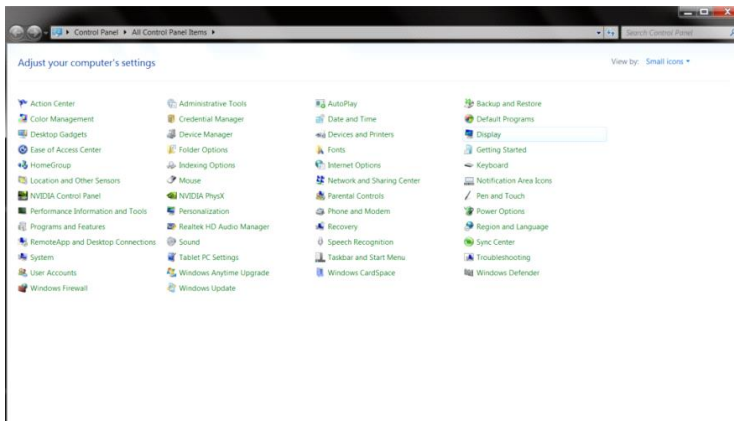 Control Panel All Control Panel Items Search Control Panel
Adjust your computer's settings View by: Small icons
Action Center Administrative Tools AutoPlay Backup and Restore
Color Management Credential Manager Date and Time Default Programs
Desktop Gadgets Device Manager Devices and Printers Display
Ease of Access Center Folder Options Fonts Getting Started
HomeGroup Indexing Options Internet Options Keyboard
Location and Other Sensors Mouse Network and Sharing Center Notification Area Icons
NVIDIA Control Panel NVIDIA PhysX Parental Controls Pen and Touch
Performance Information and Tools Personalization Phone and Modem Power Options
Programs and Features Realtek HD Audio Manager Recovery Region and Language
RemoteApp and Desktop Connections Sound Speech Recognition Sync Center
System Tablet PC Settings Taskbar and Start Menu Troubleshooting
User Accounts Windows Anytime Upgrade Windows CardSpace Windows Defender
Windows Firewall Windows Update